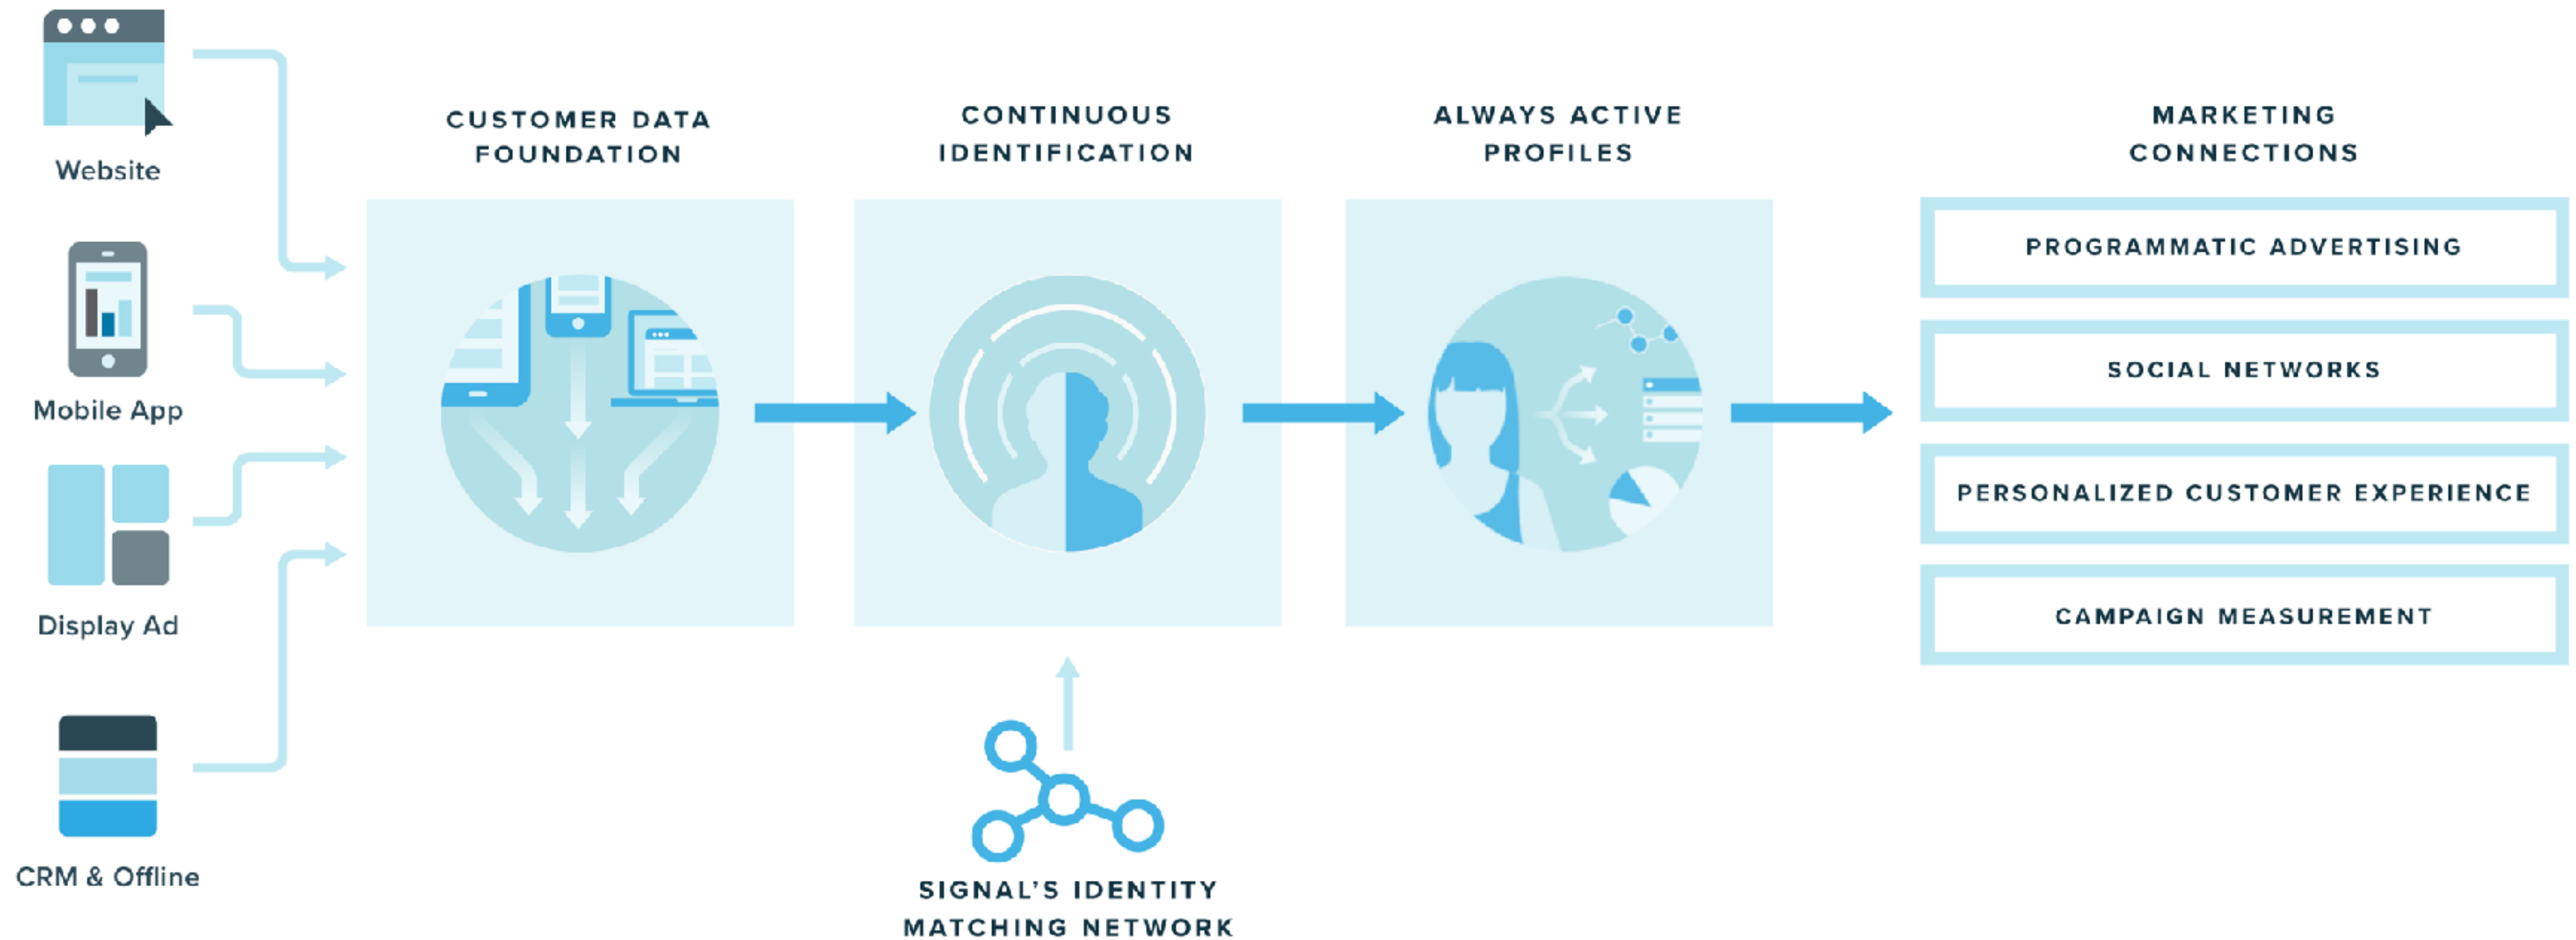 Website
Mobile App
Display Ad
CRM & Offline
CUSTOMER DATA
FOUNDATION
CONTINUOUS
IDENTIFICATION
SIGNAL'S IDENTITY
MATCHING NETWORK
ALWAYS ACTIVE
PROFILES
MARKETING
CONNECTIONS
PROGRAMMATIC ADVERTISING
SOCIAL NETWORKS
PERSONALIZED CUSTOMER EXPERIENCE
CAMPAIGN MEASUREMENT